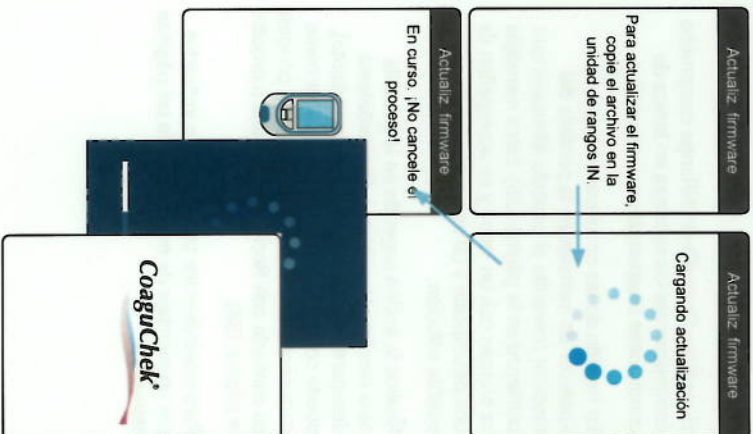 Actualiz. firmware
Para actualizar el firmware,
copie el archivo en la
unidad de rangos IN.
Actualiz. firmware
Cargando actualización
Actualiz. firmware
En curso. ¡No cancele el
proceso!
CoaguChek®